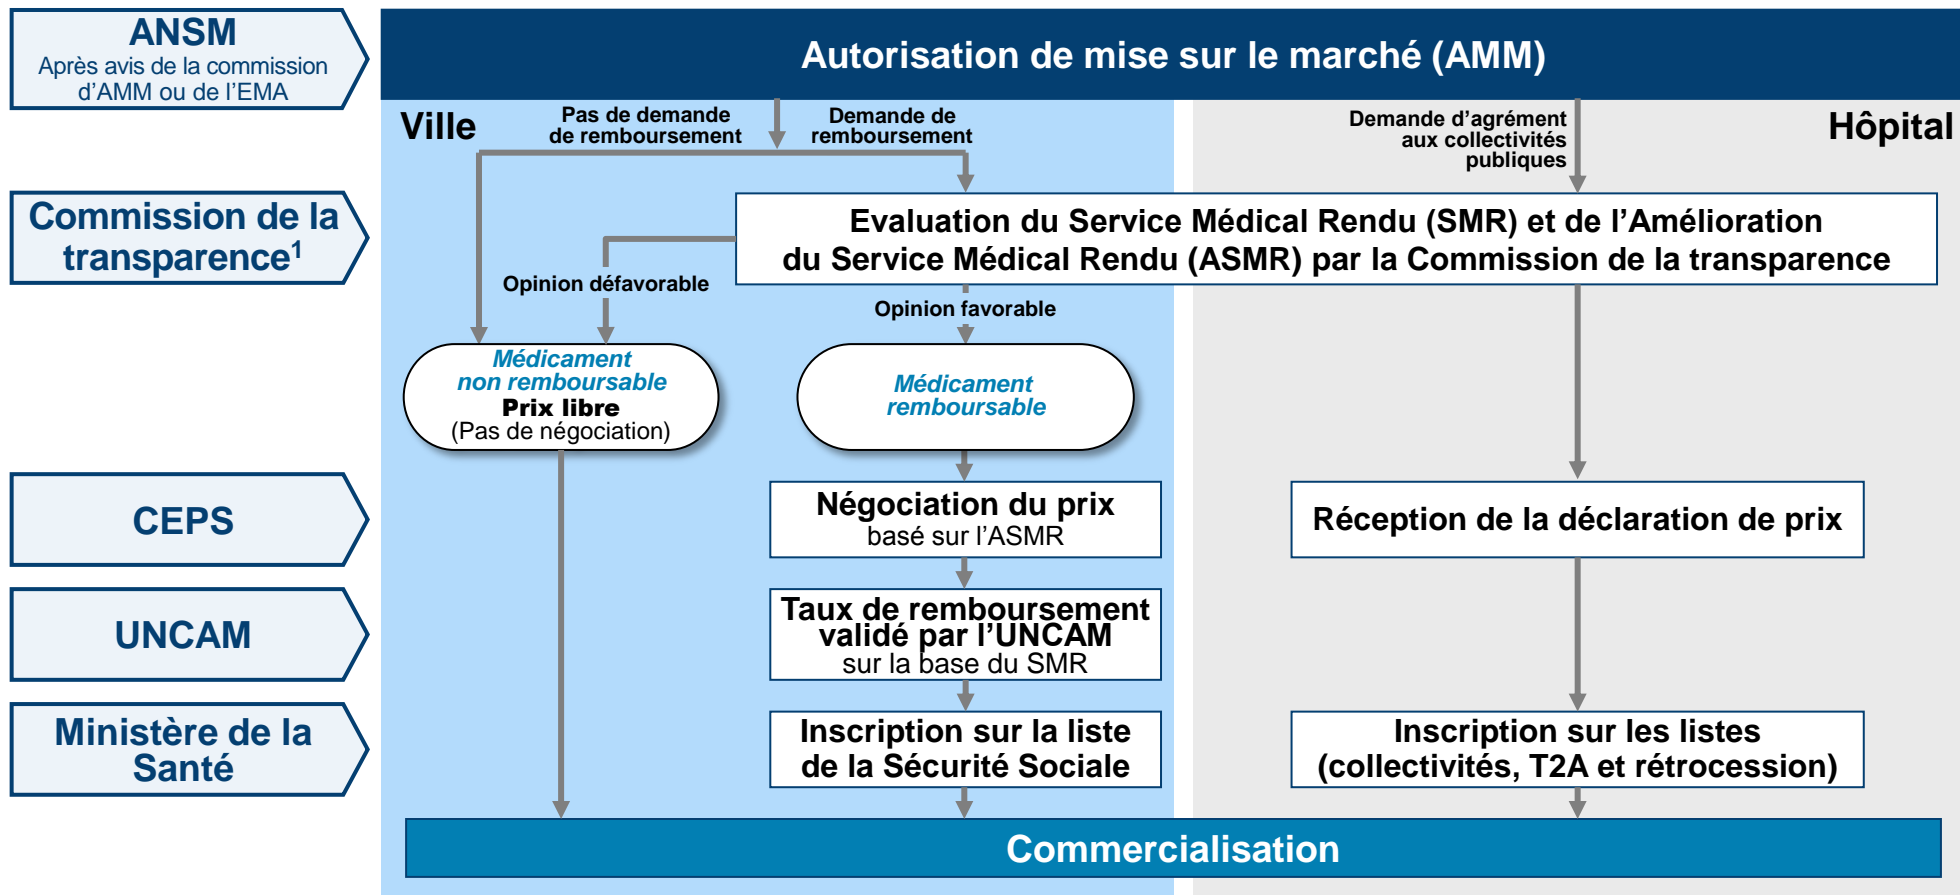 ANSM
Après avis de la commission
d'AMM ou de l'EMA
Autorisation de mise sur le marché (AMM)
Ville
Pas de demande
de remboursement
Demande de
remboursement
Demande d'agrément
aux collectivités
publiques
Hôpital
Commission de la
transparence¹
Evaluation du Service Médical Rendu (SMR) et de l'Amélioration
du Service Médical Rendu (ASMR) par la Commission de la transparence
Opinion défavorable
Opinion favorable
Médicament
non remboursable
Prix libre
(Pas de négociation)
Médicament
remboursable
CEPS
Négociation du prix
basé sur l'ASMR
Réception de la déclaration de prix
UNCAM
Taux de remboursement
validé par l'UNCAM
sur la base du SMR
Ministère de la
Santé
Inscription sur la liste
de la Sécurité Sociale
Inscription sur les listes
(collectivités, T2A et rétrocession)
Commercialisation